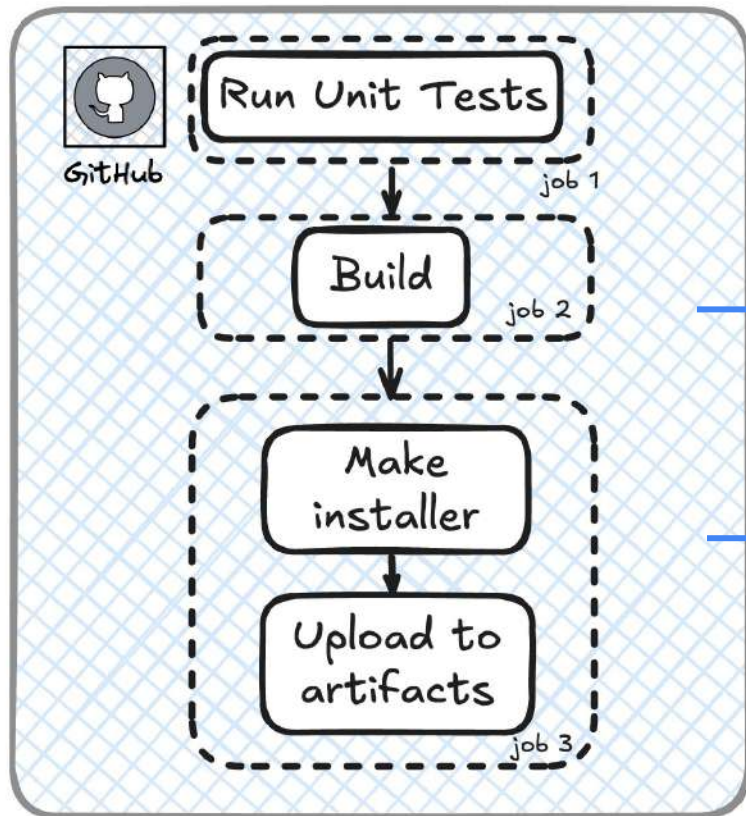 Run Unit Tests
GitHub
job 1
Build
job 2
Make
installer
Upload to
artifacts
job 3